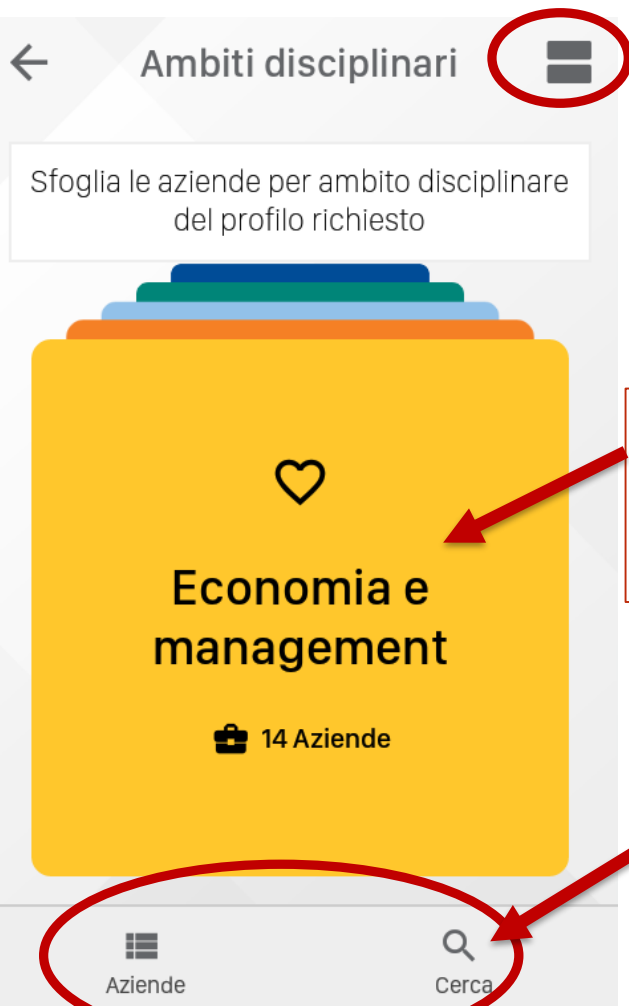 Ambiti disciplinari
Sfoglia le aziende per ambito disciplinare
del profilo richiesto
Economia e
management
14 Aziende
Aziende
Cerca